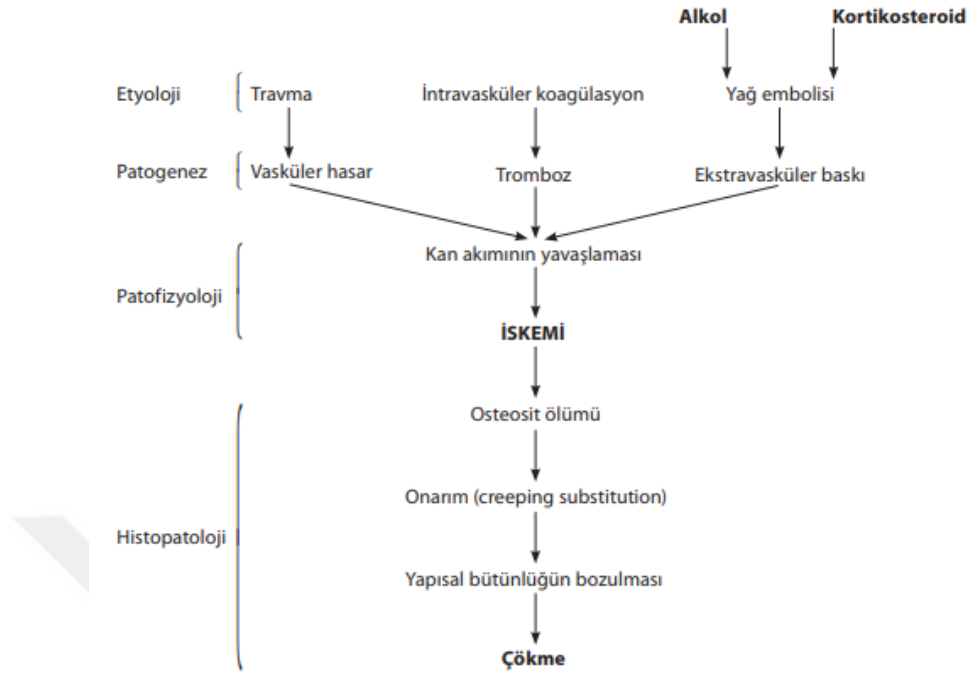 Alkol Kortikosteroid
Etyoloji Travma İntravasküler koagülasyon Yağ embolisi
Patogenez Vasküler hasar Tromboz Ekstravasküler baskı
Kan akımının yavaşlaması
Patofizyoloji
İSKEMİ
Osteosit ölümü
Onarım (creeping substitution)
Histopatoloji
Yapısal bütünlüğün bozulması
Çökme